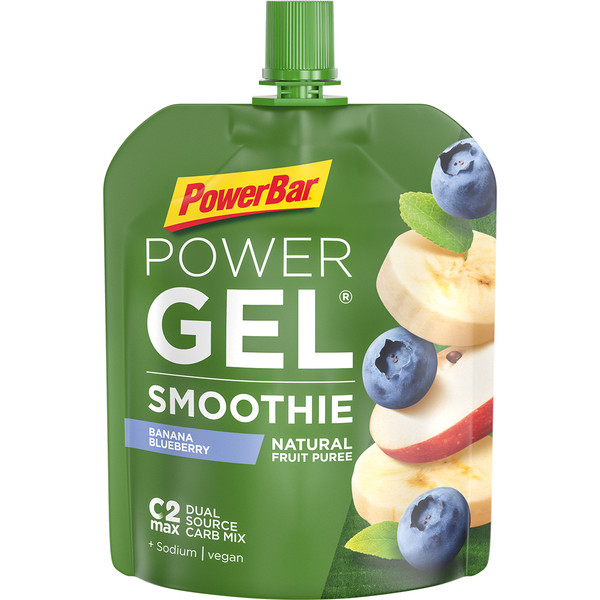 PowerBar
POWER
GEL®
SMOOTHIE
BANANA
BLUEBERRY
NATURAL
FRUIT PUREE
C2
max
DUAL
SOURCE
CARB MIX
+ Sodium | vegan